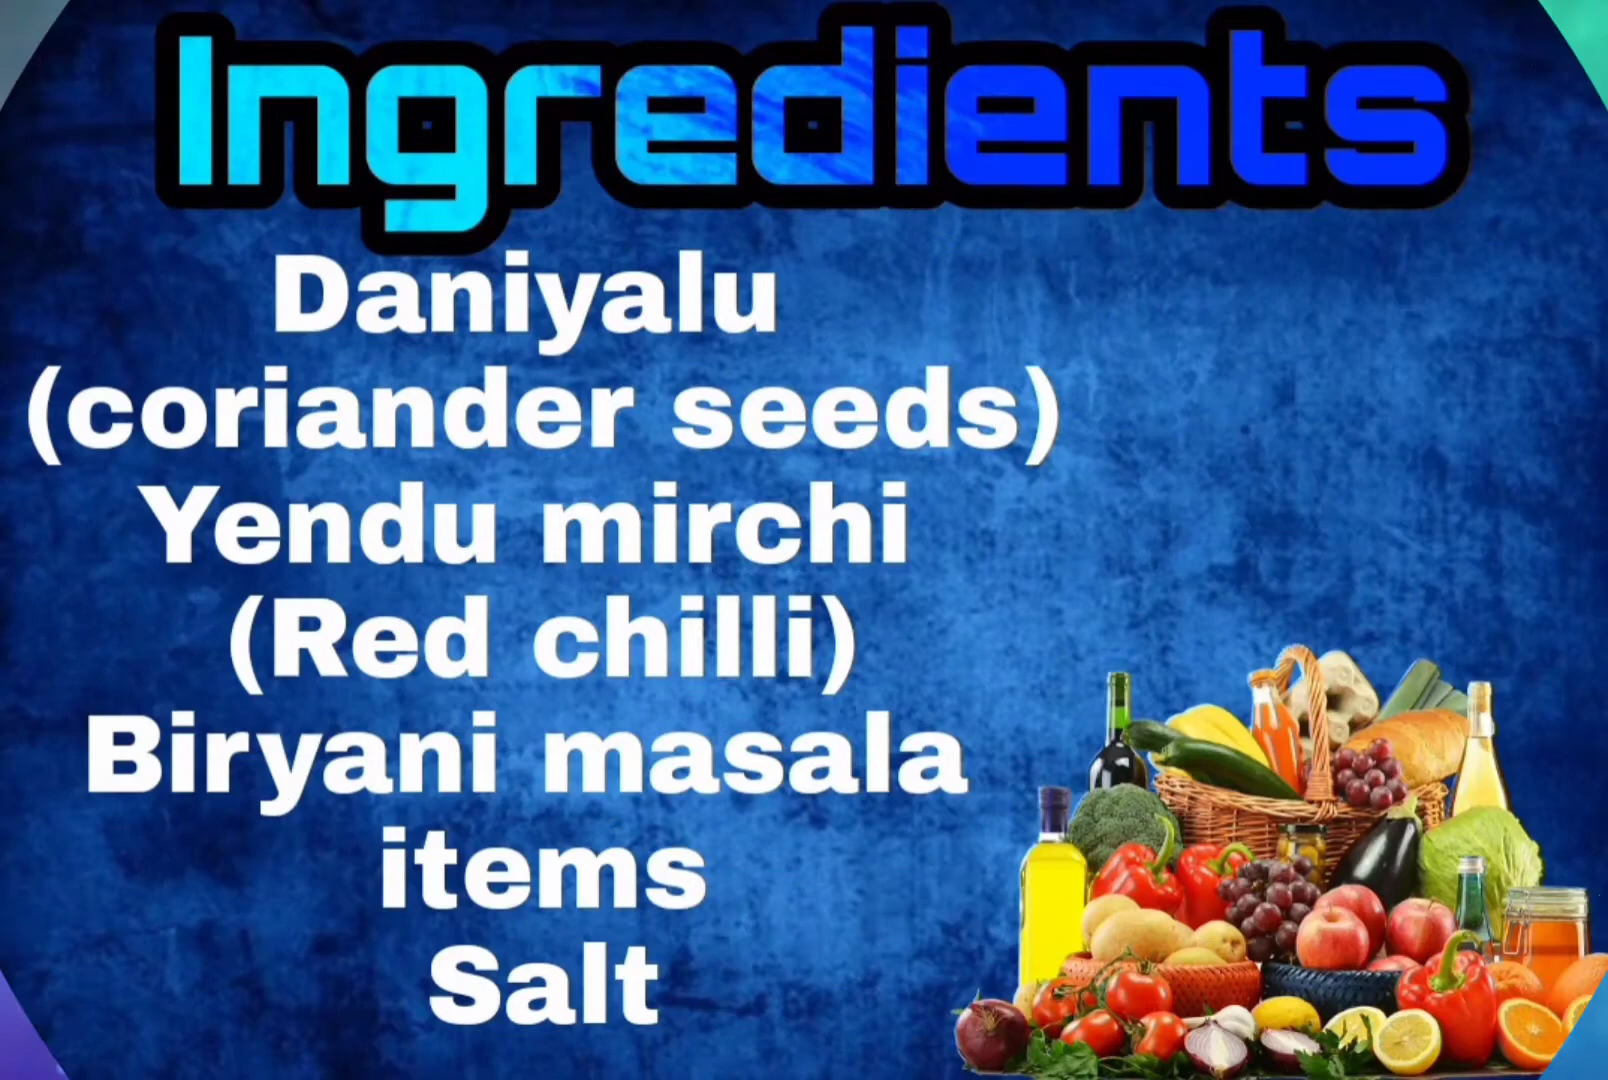 Ingredients
Daniyalu
(coriander seeds)
Yendu mirchi
(Red chilli)
Biryani masala
items
Salt